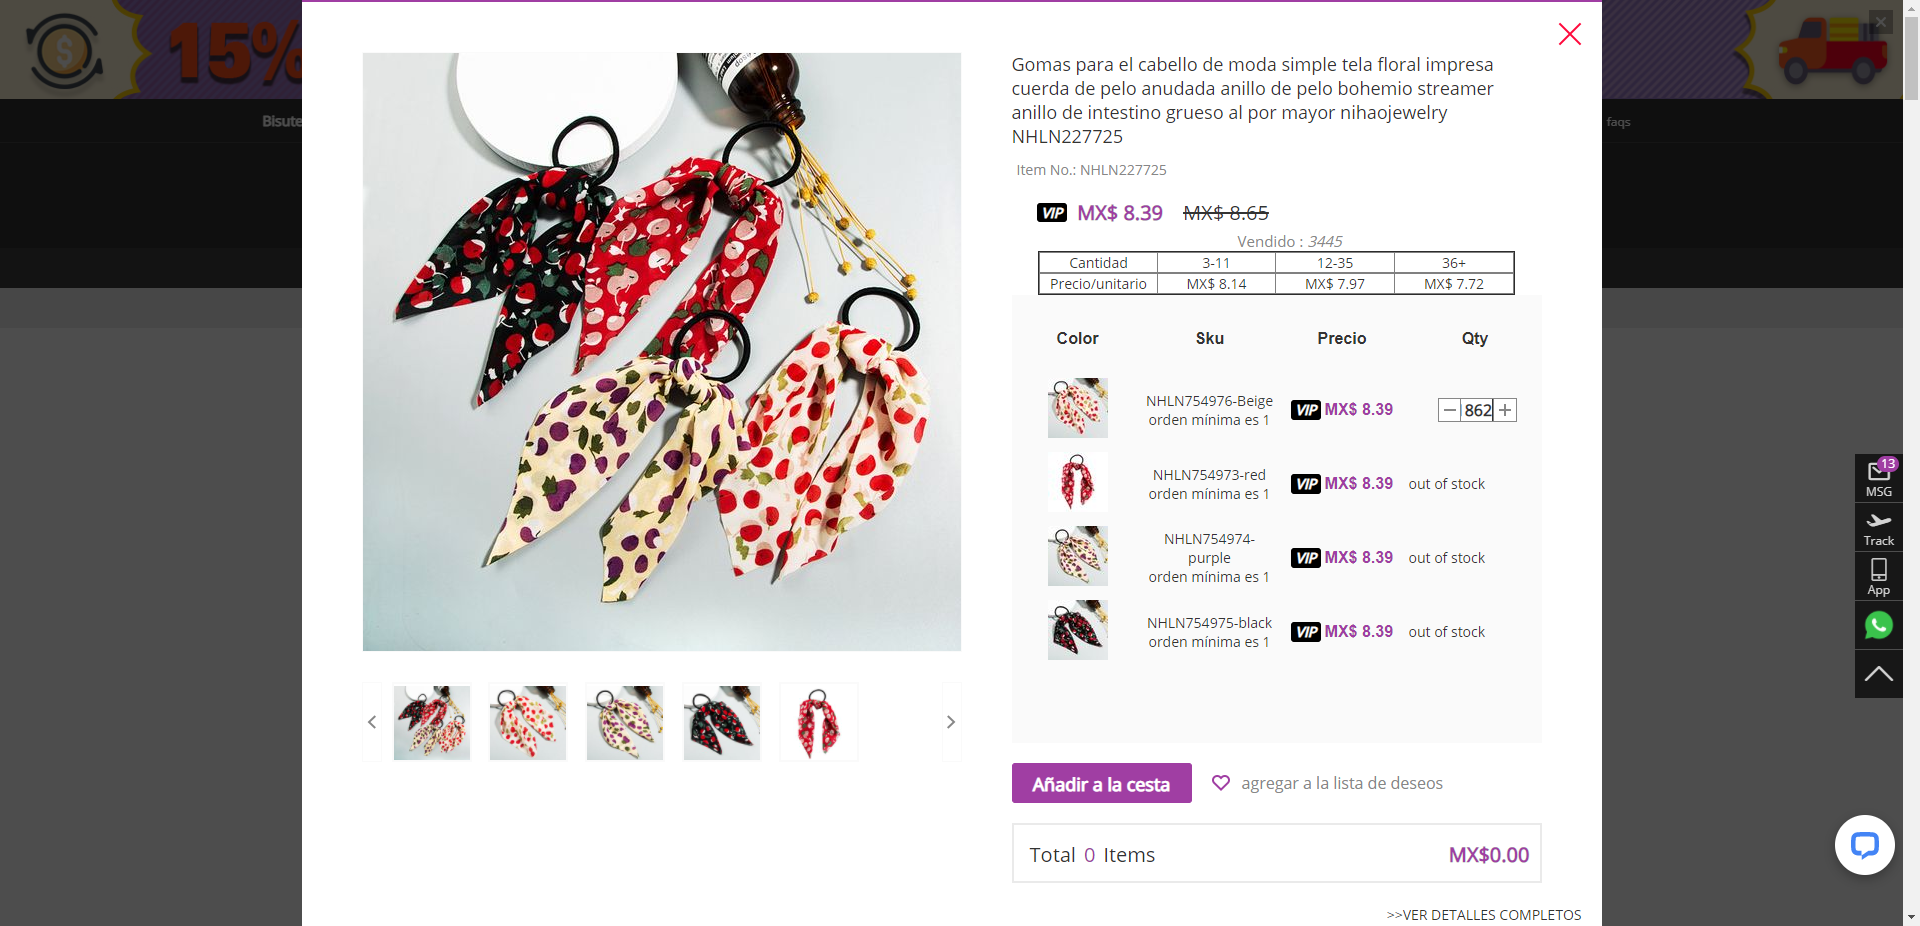 15%
Bisute
faqs
Gomas para el cabello de moda simple tela floral impresa
cuerda de pelo anudada anillo de pelo bohemio streamer
anillo de intestino grueso al por mayor nihaojewelry
NHLN227725
Item No.: NHLN227725
VIP MX$ 8.39 MX$ 8.65
Vendido : 3445
Cantidad 3-11 12-35 36+
Precio/unitario MX$ 8.14 MX$ 7.97 MX$ 7.72
Color Sku Precio Qty
NHLN754976-Beige
orden mínima es 1
VIP MX$ 8.39
862
NHLN754973-red
orden mínima es 1
VIP MX$ 8.39 out of stock
NHLN754974-
purple
orden mínima es 1
VIP MX$ 8.39 out of stock
NHLN754975-black
orden mínima es 1
VIP MX$ 8.39 out of stock
Añadir a la cesta
agregar a la lista de deseos
Total 0 Items MX$0.00
>>VER DETALLES COMPLETOS
13
MSG
Track
App